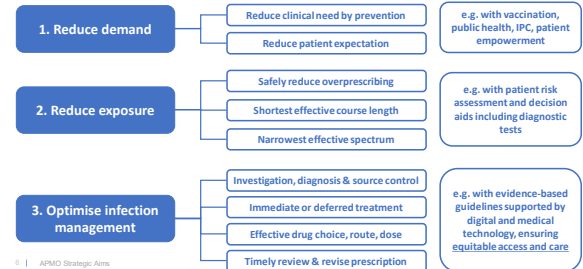 1. Reduce demand
Reduce clinical need by prevention
Reduce patient expectation
e.g. with vaccination,
public health, IPC, patient
empowerment
2. Reduce exposure
Safely reduce overprescribing
Shortest effective course length
Narrowest effective spectrum
e.g. with patient risk
assessment and decision
aids including diagnostic
tests
3. Optimise infection
management
Investigation, diagnosis & source control
Immediate or deferred treatment
Effective drug choice, route, dose
Timely review & revise prescription
e.g. with evidence-based
guidelines supported by
digital and medical
technology, ensuring
equitable access and care
6 | APMO Strategic Aims